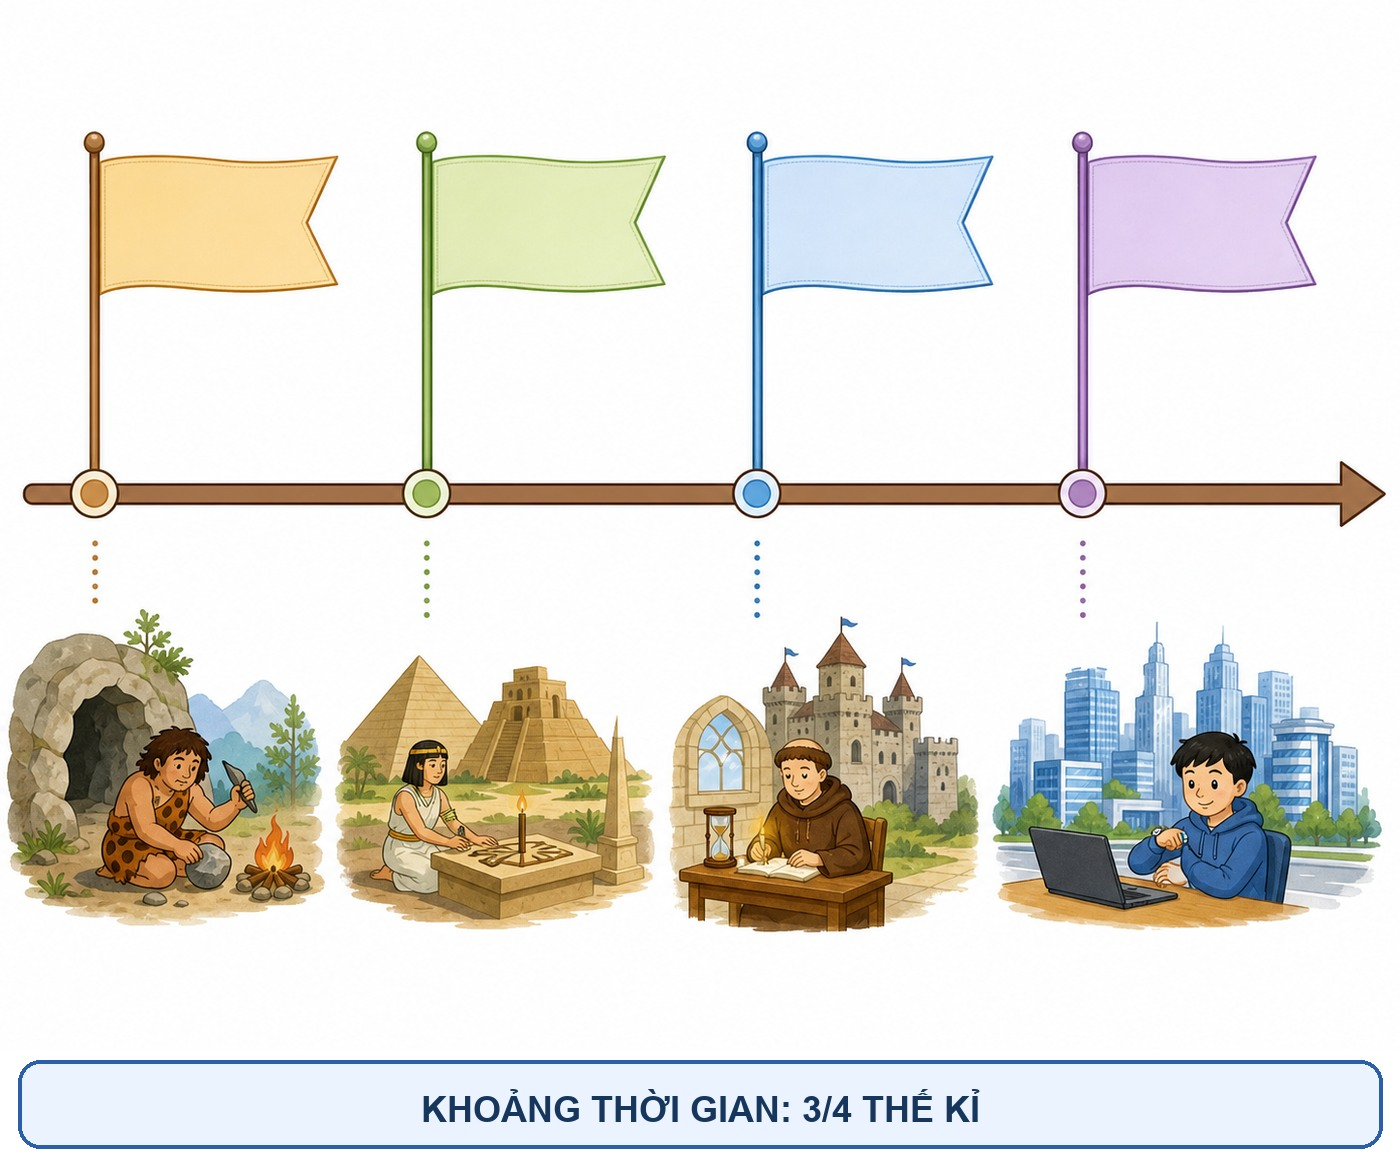 KHOẢNG THỜI GIAN: 3/4 THẾ KỈ